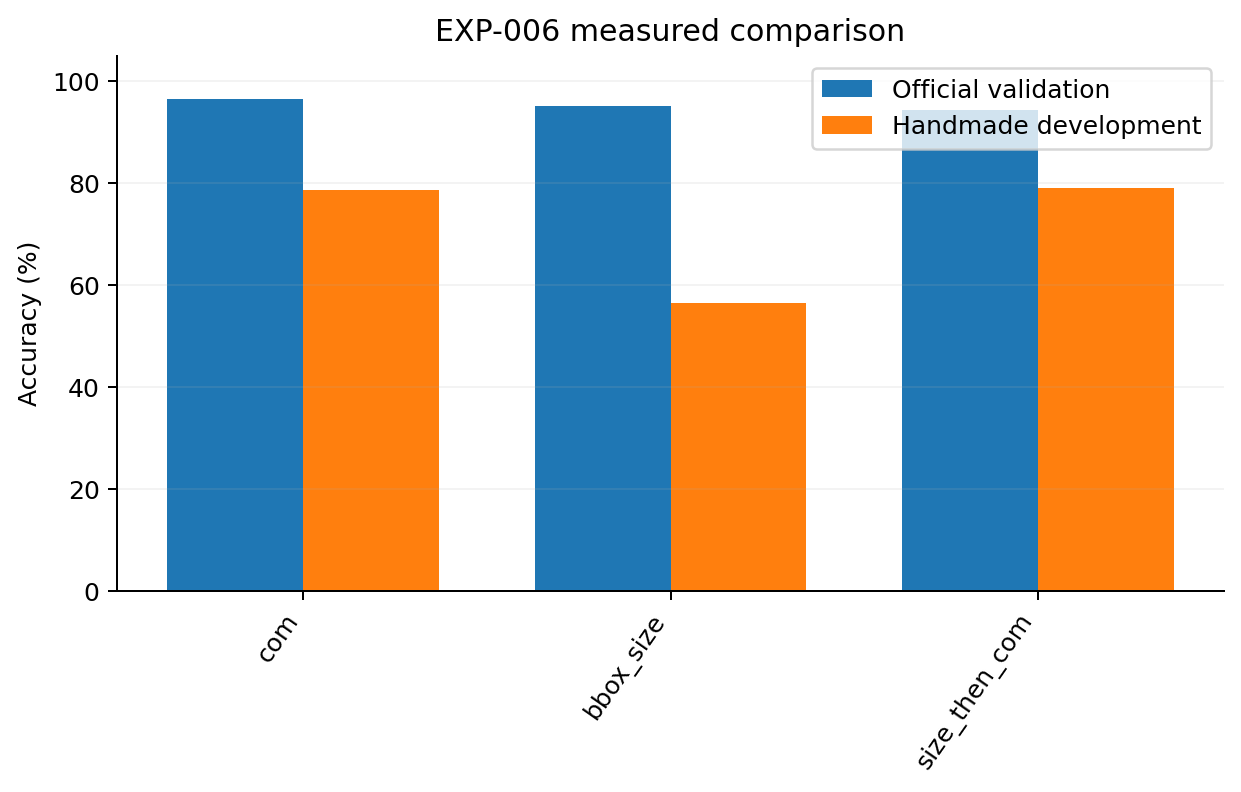 EXP-006 measured comparison
Official validation
Handmade development
Accuracy (%)
100
80
60
40
20
0
com
bbox_size
size_then_com